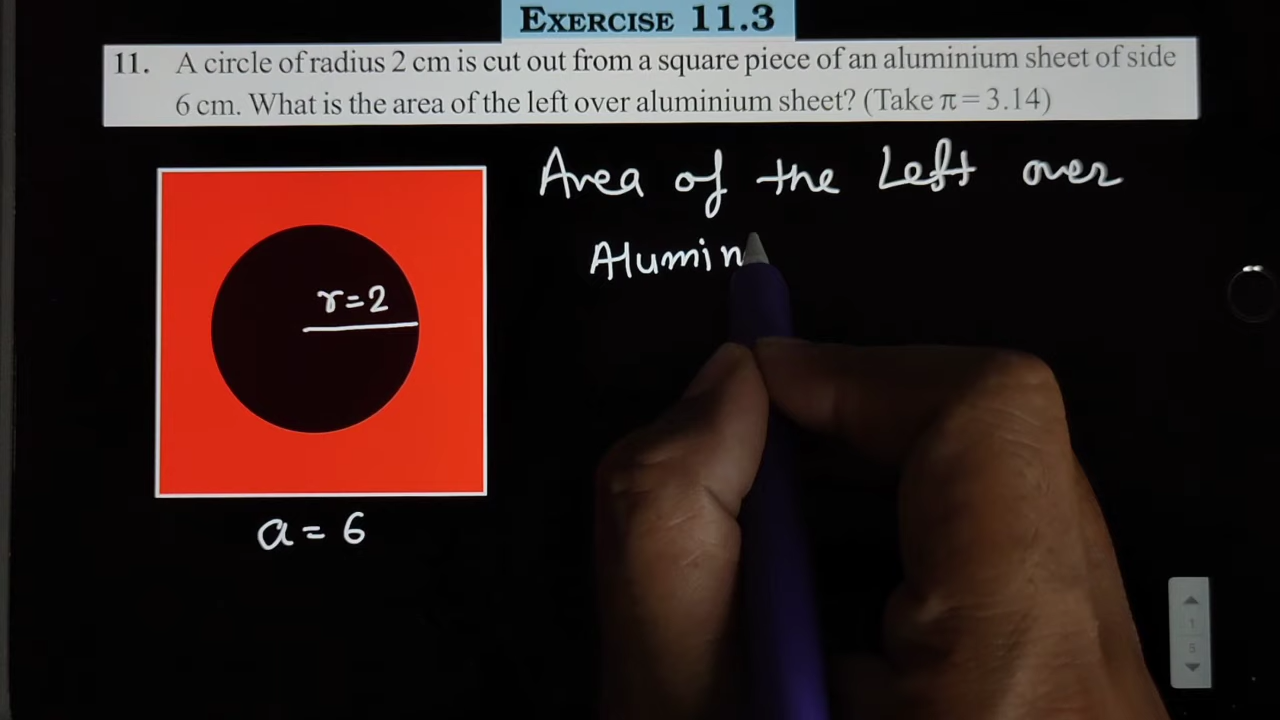 EXERCISE 11.3
11. A circle of radius 2 cm is cut out from a square piece of an aluminium sheet of side
6 cm. What is the area of the left over aluminium sheet? (Take π = 3.14)
Area of the Left over
Alumin
r=2
a = 6
1
5